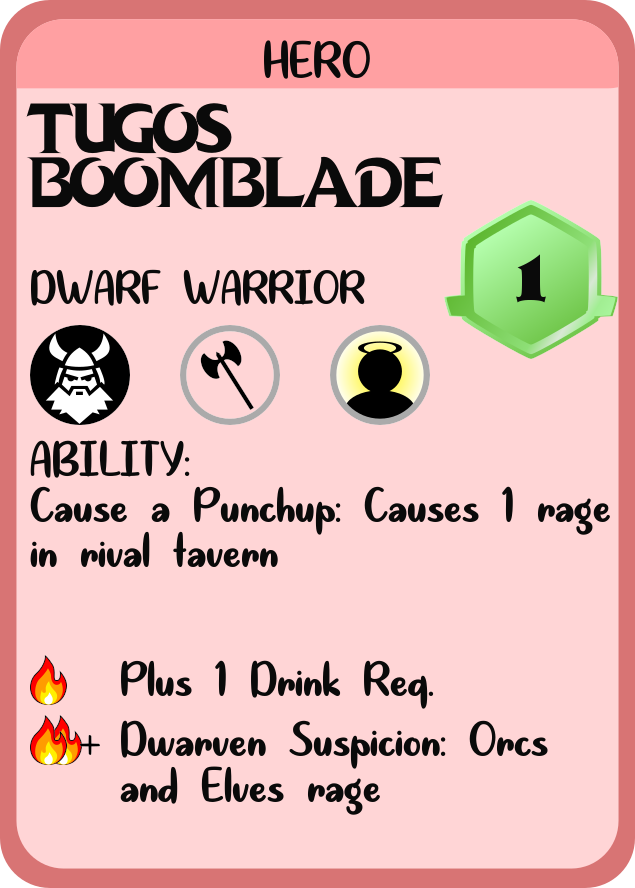 HERO
TUGOS
BOOMBLADE
1
DWARF WARRIOR
ABILITY:
Cause a Punchup: Causes 1 rage
in rival tavern
Plus 1 Drink Req.
+ Dwarven Suspicion: Orcs
and Elves rage